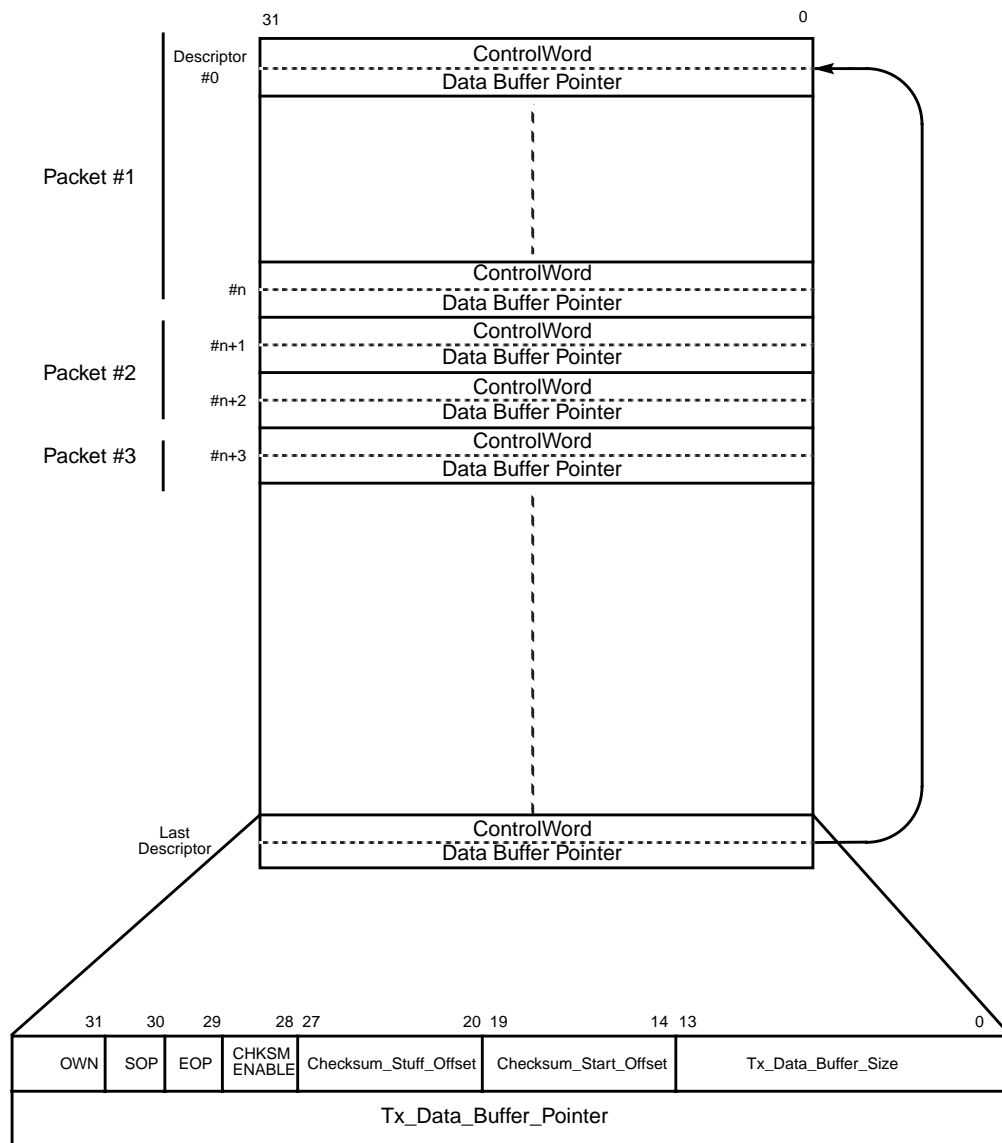 31 0
Descriptor
#0
ControlWord
Data Buffer Pointer
Packet #1
#n
ControlWord
Data Buffer Pointer
Packet #2
#n+1
ControlWord
Data Buffer Pointer
#n+2
ControlWord
Data Buffer Pointer
Packet #3
#n+3
ControlWord
Data Buffer Pointer
Last
Descriptor
ControlWord
Data Buffer Pointer
31 30 29 28 27 20 19 14 13 0
OWN SOP EOP CHKSM
ENABLE Checksum_Stuff_Offset Checksum_Start_Offset Tx_Data_Buffer_Size
Tx_Data_Buffer_Pointer